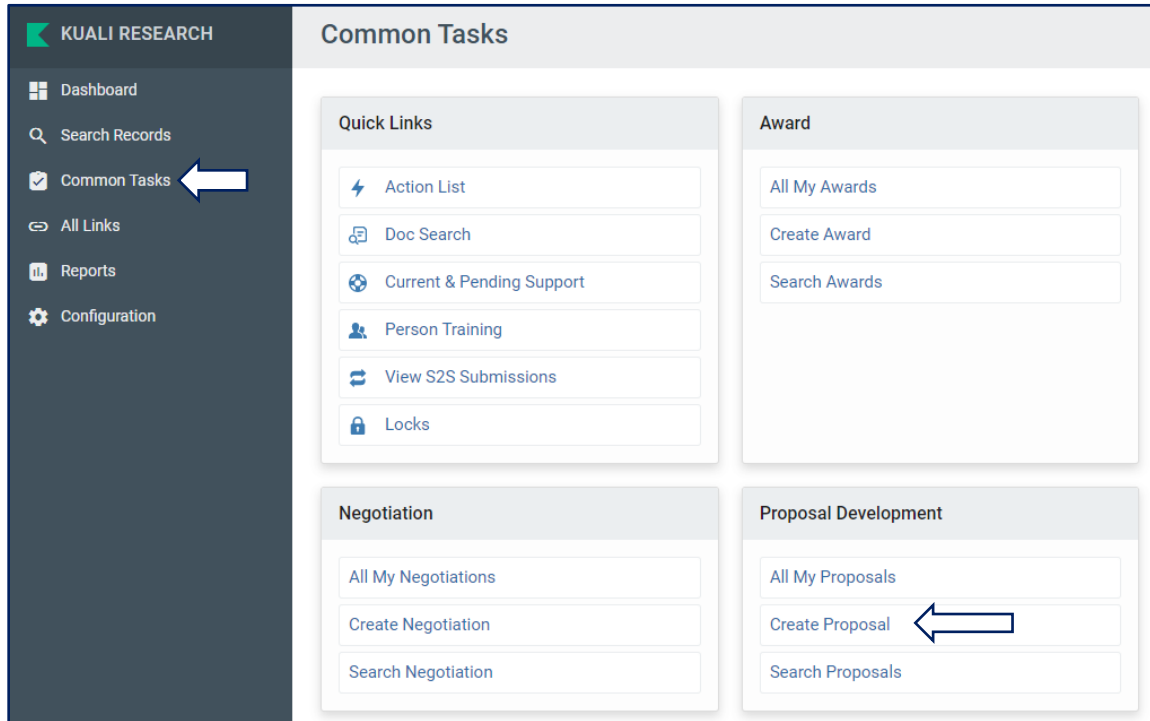 KUALI RESEARCH
Dashboard
Search Records
Common Tasks
All Links
Reports
Configuration
Common Tasks
Quick Links
Action List
Doc Search
Current & Pending Support
Person Training
View S2S Submissions
Locks
Award
All My Awards
Create Award
Search Awards
Negotiation
All My Negotiations
Create Negotiation
Search Negotiation
Proposal Development
All My Proposals
Create Proposal
Search Proposals